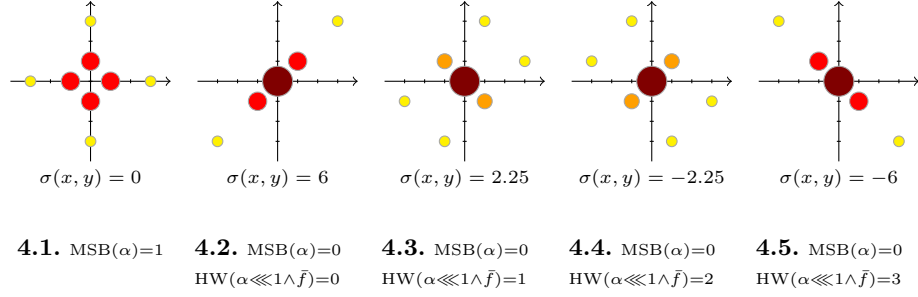 σ(x, y) = 0 σ(x, y) = 6 σ(x, y) = 2.25 σ(x, y) = −2.25 σ(x, y) = −6
4.1. MSB(α)=1 4.2. MSB(α)=0 4.3. MSB(α)=0 4.4. MSB(α)=0 4.5. MSB(α)=0
HW(α⋘1∧f̄)=0 HW(α⋘1∧f̄)=1 HW(α⋘1∧f̄)=2 HW(α⋘1∧f̄)=3